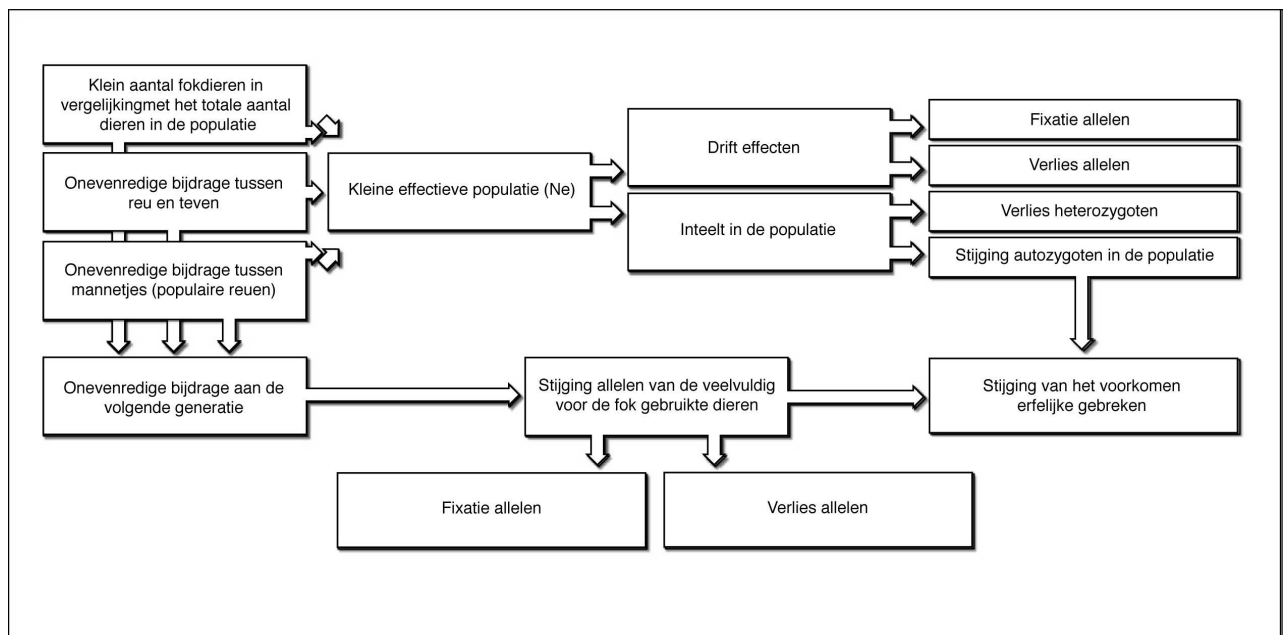 Klein aantal fokdieren in
vergelijkingmet het totale aantal
dieren in de populatie
Onevenredige bijdrage tussen
reu en teven
Onevenredige bijdrage tussen
mannetjes (populaire reuen)
Onevenredige bijdrage aan de
volgende generatie
Kleine effectieve populatie (Ne)
Drift effecten
Inteelt in de populatie
Fixatie allelen
Verlies allelen
Verlies heterozygoten
Stijging autozygoten in de populatie
Stijging allelen van de veelvuldig
voor de fok gebruikte dieren
Stijging van het voorkomen
erfelijke gebreken
Fixatie allelen
Verlies allelen